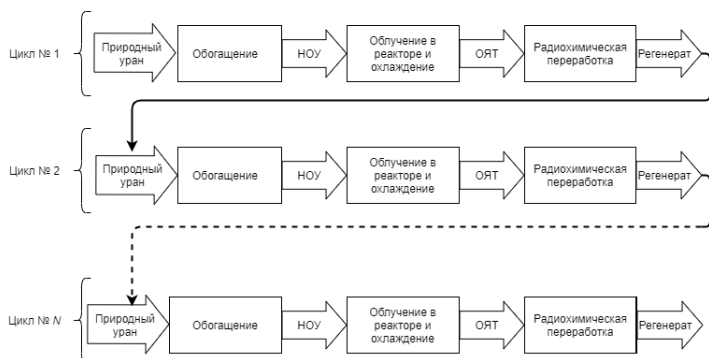 Цикл № 1
Природный
уран
Обогащение
НОУ
Облучение в
реакторе и
охлаждение
ОЯТ
Радиохимическая
переработка
Регенерат
Цикл № 2
Природный
уран
Обогащение
НОУ
Облучение в
реакторе и
охлаждение
ОЯТ
Радиохимическая
переработка
Регенерат
Цикл № N
Природный
уран
Обогащение
НОУ
Облучение в
реакторе и
охлаждение
ОЯТ
Радиохимическая
переработка
Регенерат